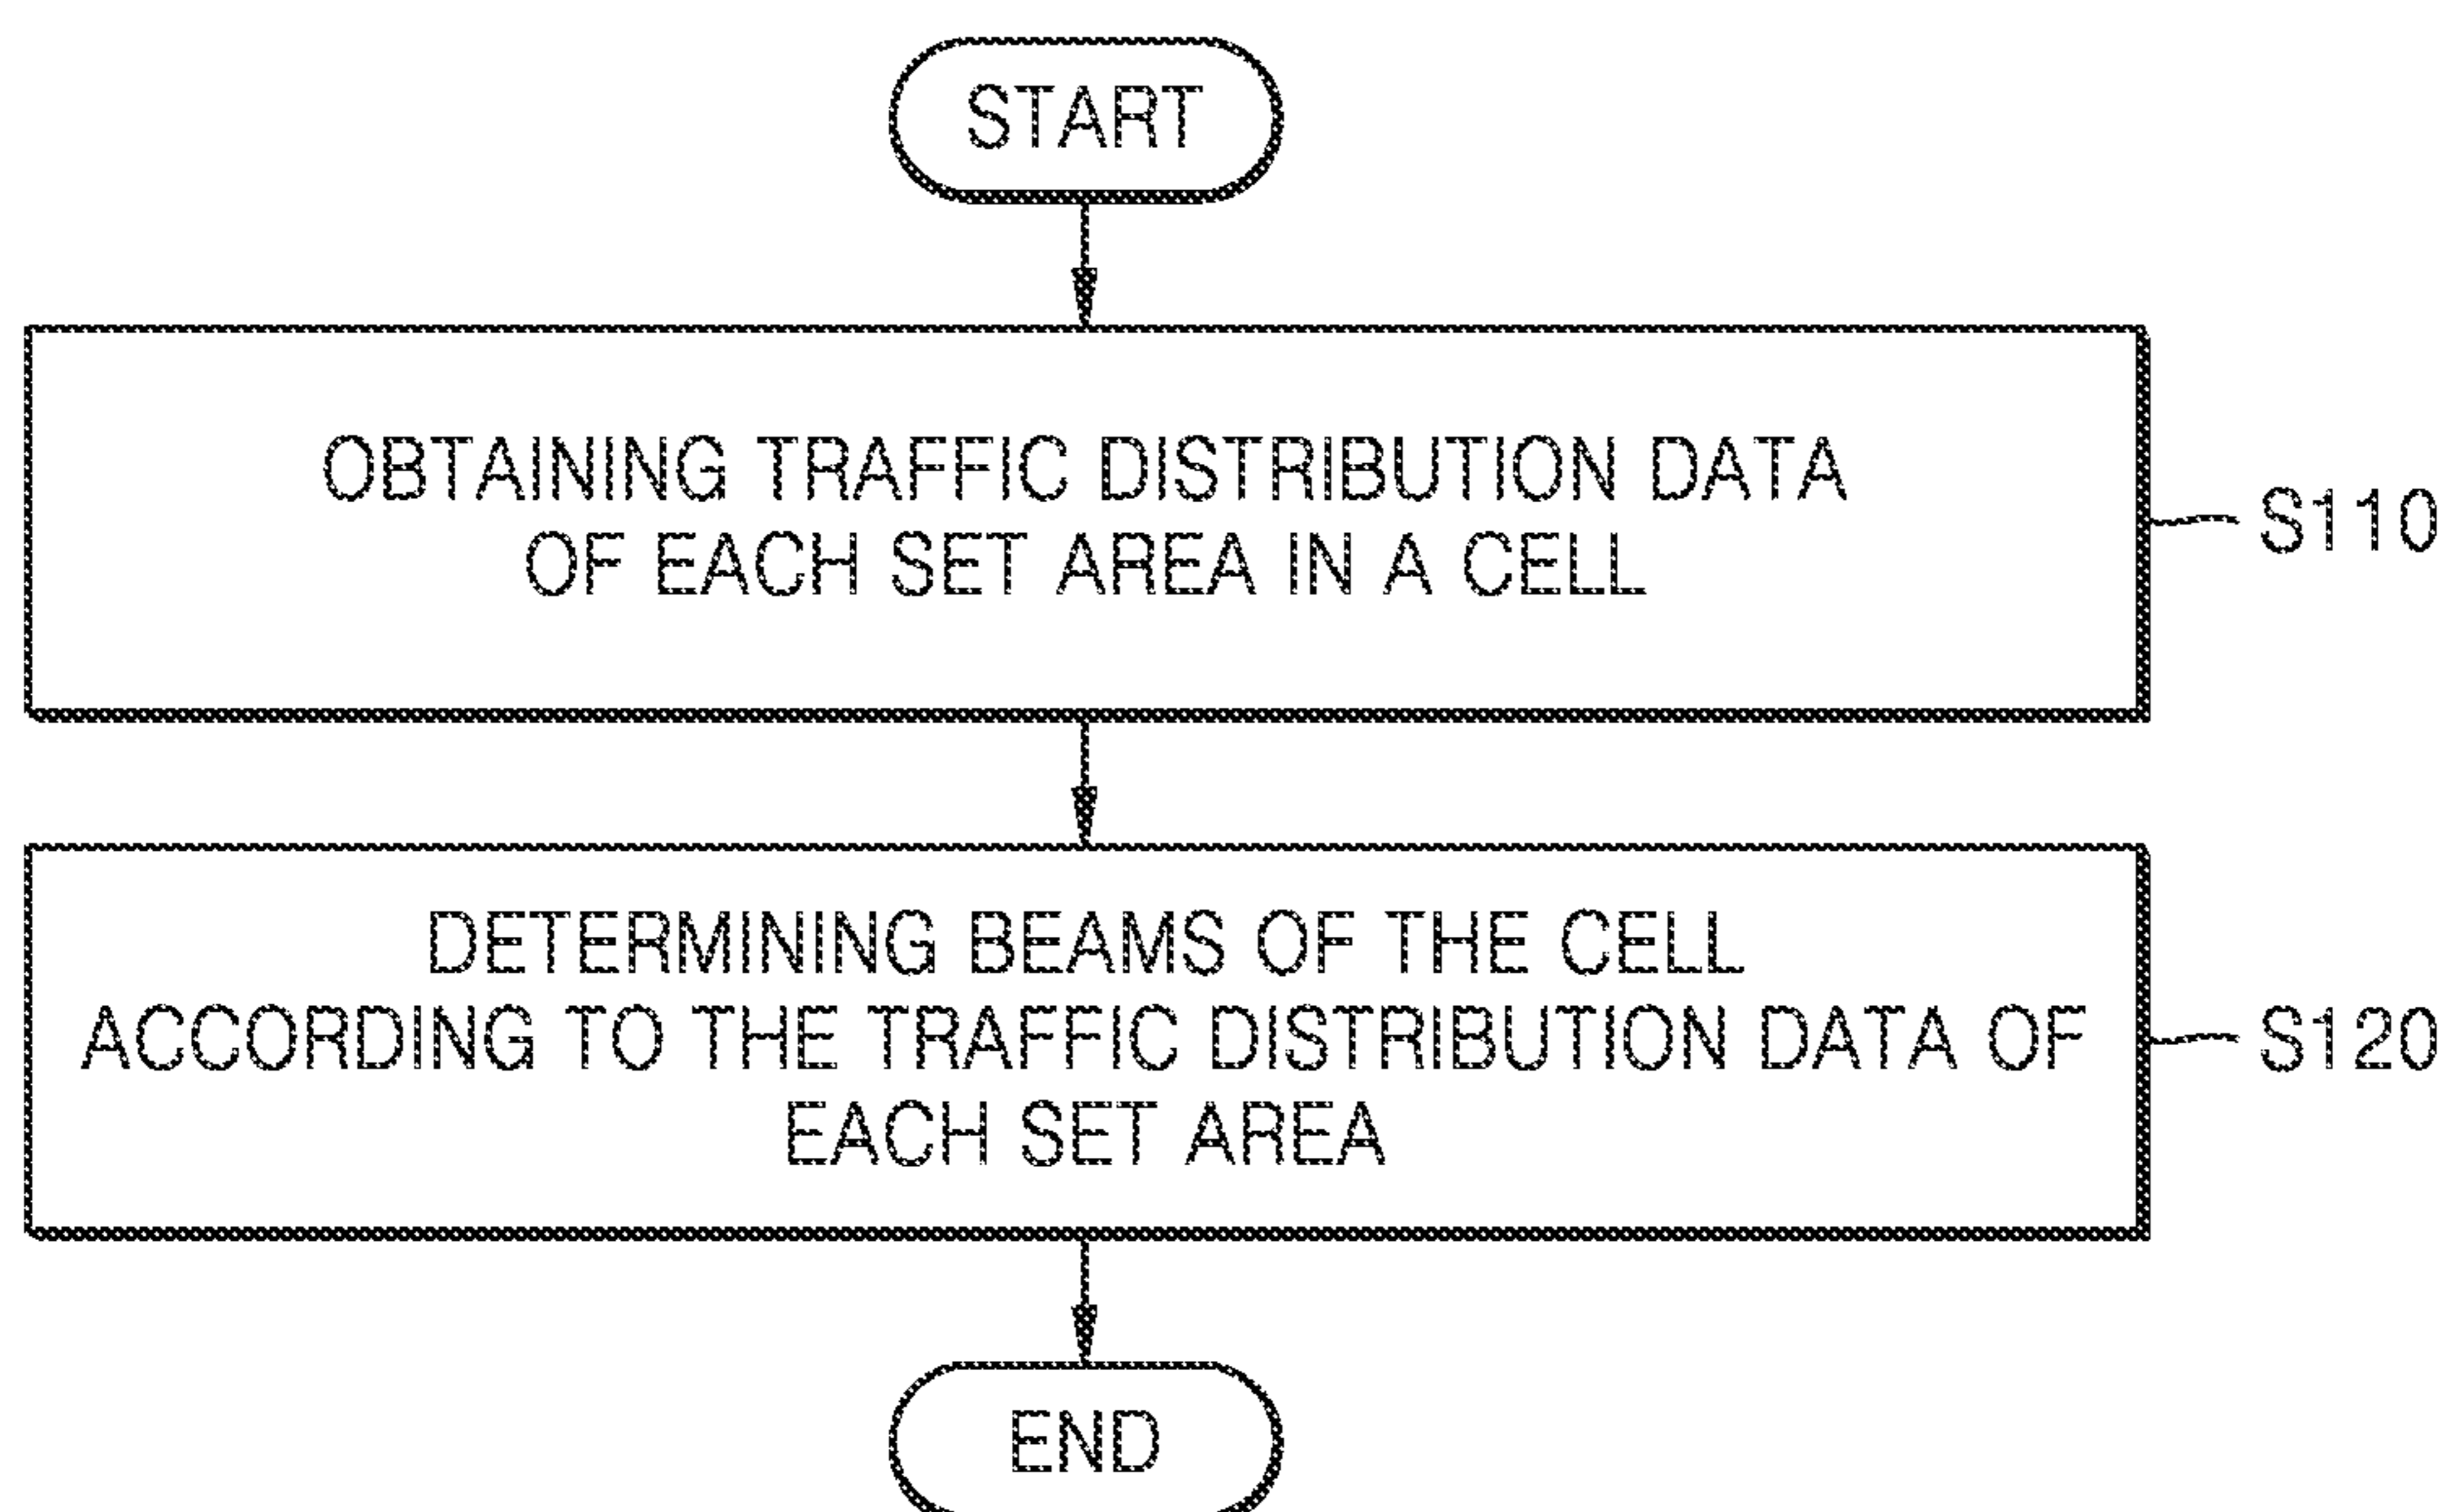 START
OBTAINING TRAFFIC DISTRIBUTION DATA
OF EACH SET AREA IN A CELL
S110
DETERMINING BEAMS OF THE CELL
ACCORDING TO THE TRAFFIC DISTRIBUTION DATA OF
EACH SET AREA
S120
END